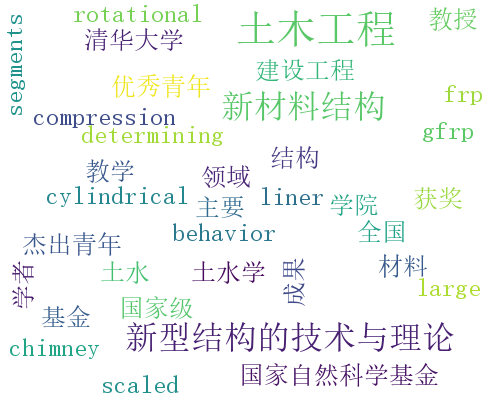 rotational
土木工程
教授
segments
清华大学
建设工程
优秀青年
新材料结构
frp
compression
determining
gfrp
结构
教学
领域
cylindrical
liner
学院
获奖
主要
behavior
全国
杰出青年
学者
土水
土水学
成果
材料
large
基金
国家级
新型结构的技术与理论
chimney
国家自然科学基金
scaled